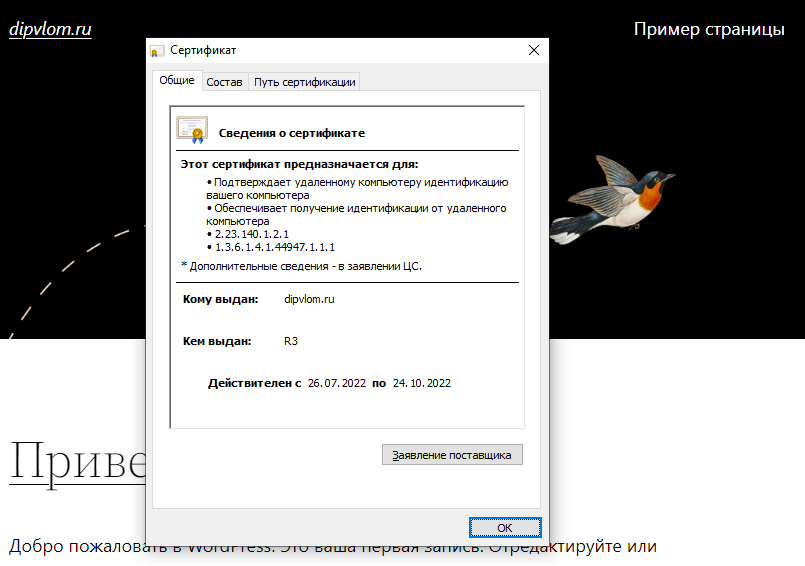 dipvlom.ru
Пример страницы
Сертификат
Общие
Состав
Путь сертификации
Сведения о сертификате
Этот сертификат предназначается для:
• Подтверждает удаленному компьютеру идентификацию
вашего компьютера
• Обеспечивает получение идентификации от удаленного
компьютера
• 2.23.140.1.2.1
• 1.3.6.1.4.1.44947.1.1.1
* Дополнительные сведения - в заявлении ЦС.
Кому выдан: dipvlom.ru
Кем выдан: R3
Действителен с 26.07.2022 по 24.10.2022
Заявление поставщика
OK
Приве
Добро пожаловать в WordPress. Это ваша первая запись. Отредактируйте или